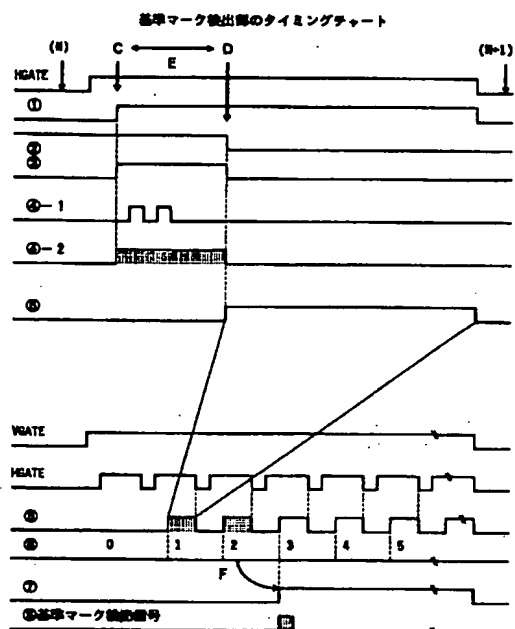 基準マーク検出部のタイミングチャート
(N) C D (N+1)
E
HGATE
①
②
③
④-1
④-2
⑤
VGATE
HGATE
⑤
⑥ 0 1 2 3 4 5
F
⑦
⑧基準マーク検出信号